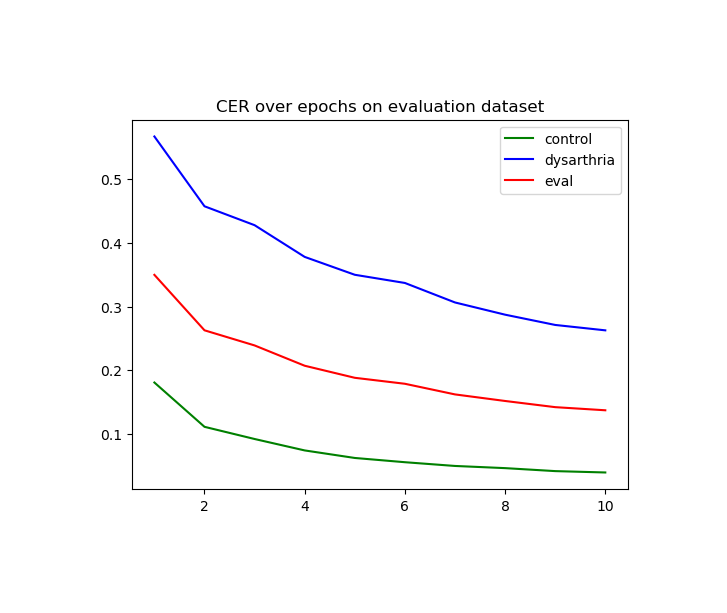 CER over epochs on evaluation dataset
control
dysarthria
eval
0.5
0.4
0.3
0.2
0.1
2 4 6 8 10